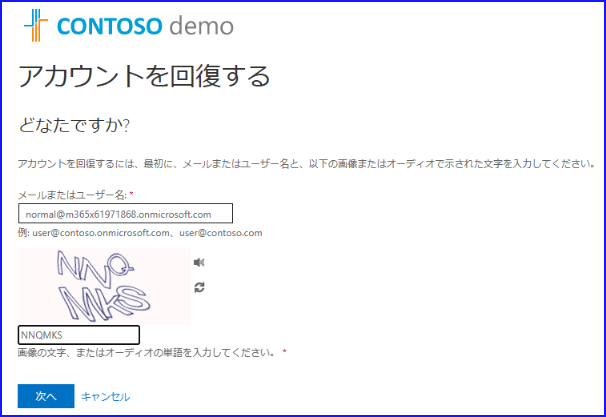 CONTOSO demo
アカウントを回復する
どなたですか?
アカウントを回復するには、最初に、メールまたはユーザー名と、以下の画像またはオーディオで示された文字を入力してください。
メールまたはユーザー名: *
normal@m365x61971868.onmicrosoft.com
例: user@contoso.onmicrosoft.com、user@contoso.com
NNQ
MKS
NNQMKS
画像の文字、またはオーディオの単語を入力してください。 *
次へ キャンセル